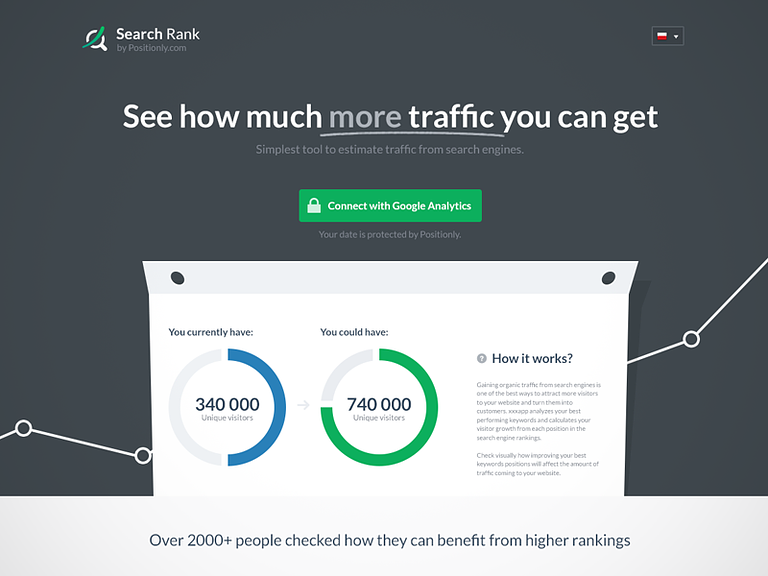 Search Rank
by Positionly.com
See how much more traffic you can get
Simplest tool to estimate traffic from search engines.
Connect with Google Analytics
Your date is protected by Positionly.
You currently have:
340 000
Unique visitors
You could have:
740 000
Unique visitors
? How it works?
Gaining organic traffic from search engines is
one of the best ways to attract more visitors
to your website and turn them into
customers. xxxapp analyzes your best
performing keywords and calculates your
visitor growth from each position in the
search engine rankings.
Check visually how improving your best
keywords positions will affect the amount of
traffic coming to your website.
Over 2000+ people checked how they can benefit from higher rankings